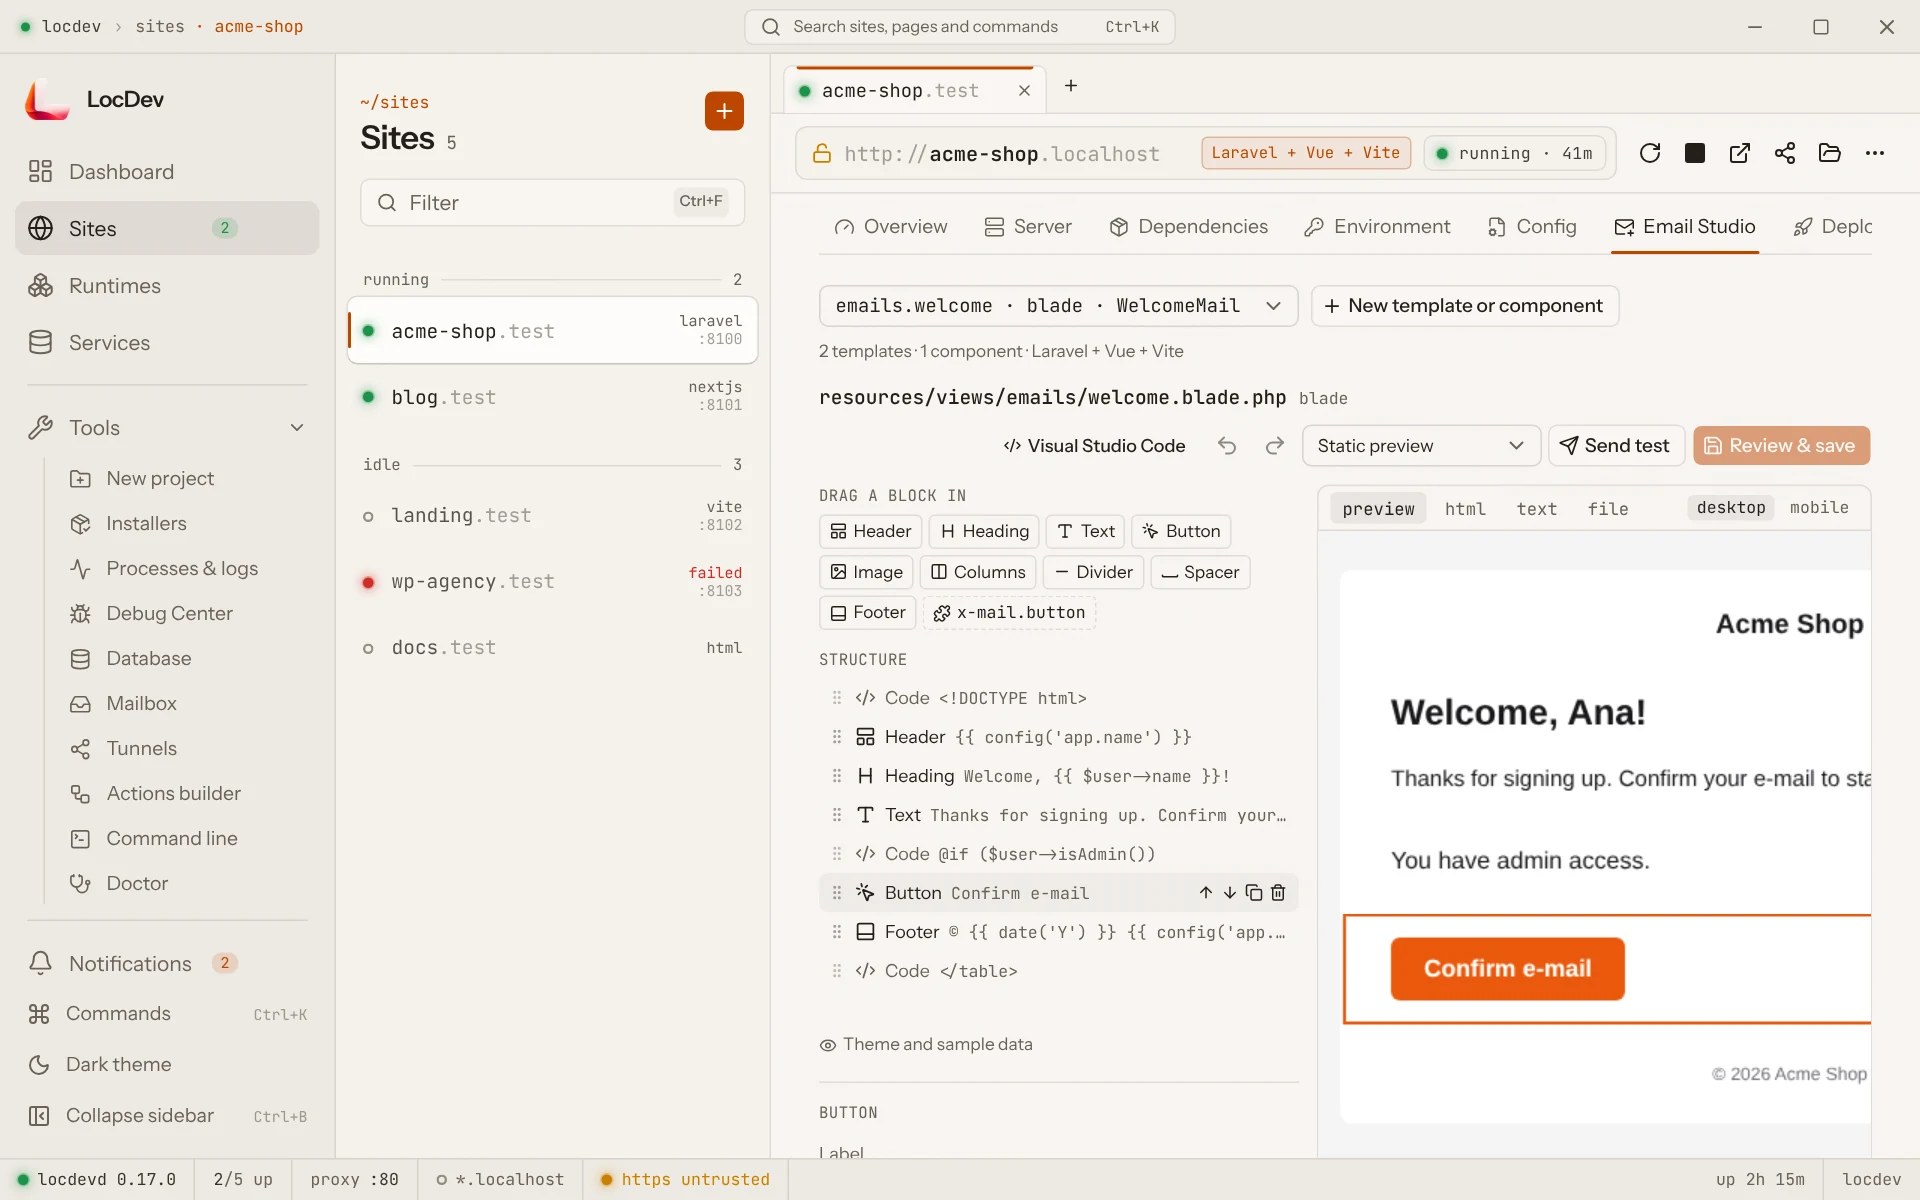 locdev › sites · acme-shop
Search sites, pages and commands Ctrl+K
LocDev
Dashboard
Sites 2
Runtimes
Services
Tools
New project
Installers
Processes & logs
Debug Center
Database
Mailbox
Tunnels
Actions builder
Command line
Doctor
Notifications 2
Commands Ctrl+K
Dark theme
Collapse sidebar Ctrl+B
~/sites
Sites 5
Filter Ctrl+F
running 2
acme-shop.test laravel :8100
blog.test nextjs :8101
idle 3
landing.test vite :8102
wp-agency.test failed :8103
docs.test html
acme-shop.test
http://acme-shop.localhost Laravel + Vue + Vite running · 41m
Overview Server Dependencies Environment Config Email Studio Deplo
emails.welcome · blade · WelcomeMail New template or component
2 templates · 1 component · Laravel + Vue + Vite
resources/views/emails/welcome.blade.php blade
Visual Studio Code Static preview Send test Review & save
DRAG A BLOCK IN
Header Heading Text Button
Image Columns Divider Spacer
Footer x-mail.button
STRUCTURE
Code <!DOCTYPE html>
Header {{ config('app.name') }}
Heading Welcome, {{ $user->name }}!
Text Thanks for signing up. Confirm your…
Code @if ($user->isAdmin())
Button Confirm e-mail
Footer © {{ date('Y') }} {{ config('app.…
Code </table>
Theme and sample data
BUTTON
Label
preview html text file desktop mobile
Acme Shop
Welcome, Ana!
Thanks for signing up. Confirm your e-mail to sta
You have admin access.
Confirm e-mail
© 2026 Acme Shop
locdevd 0.17.0 2/5 up proxy :80 *.localhost https untrusted up 2h 15m locdev